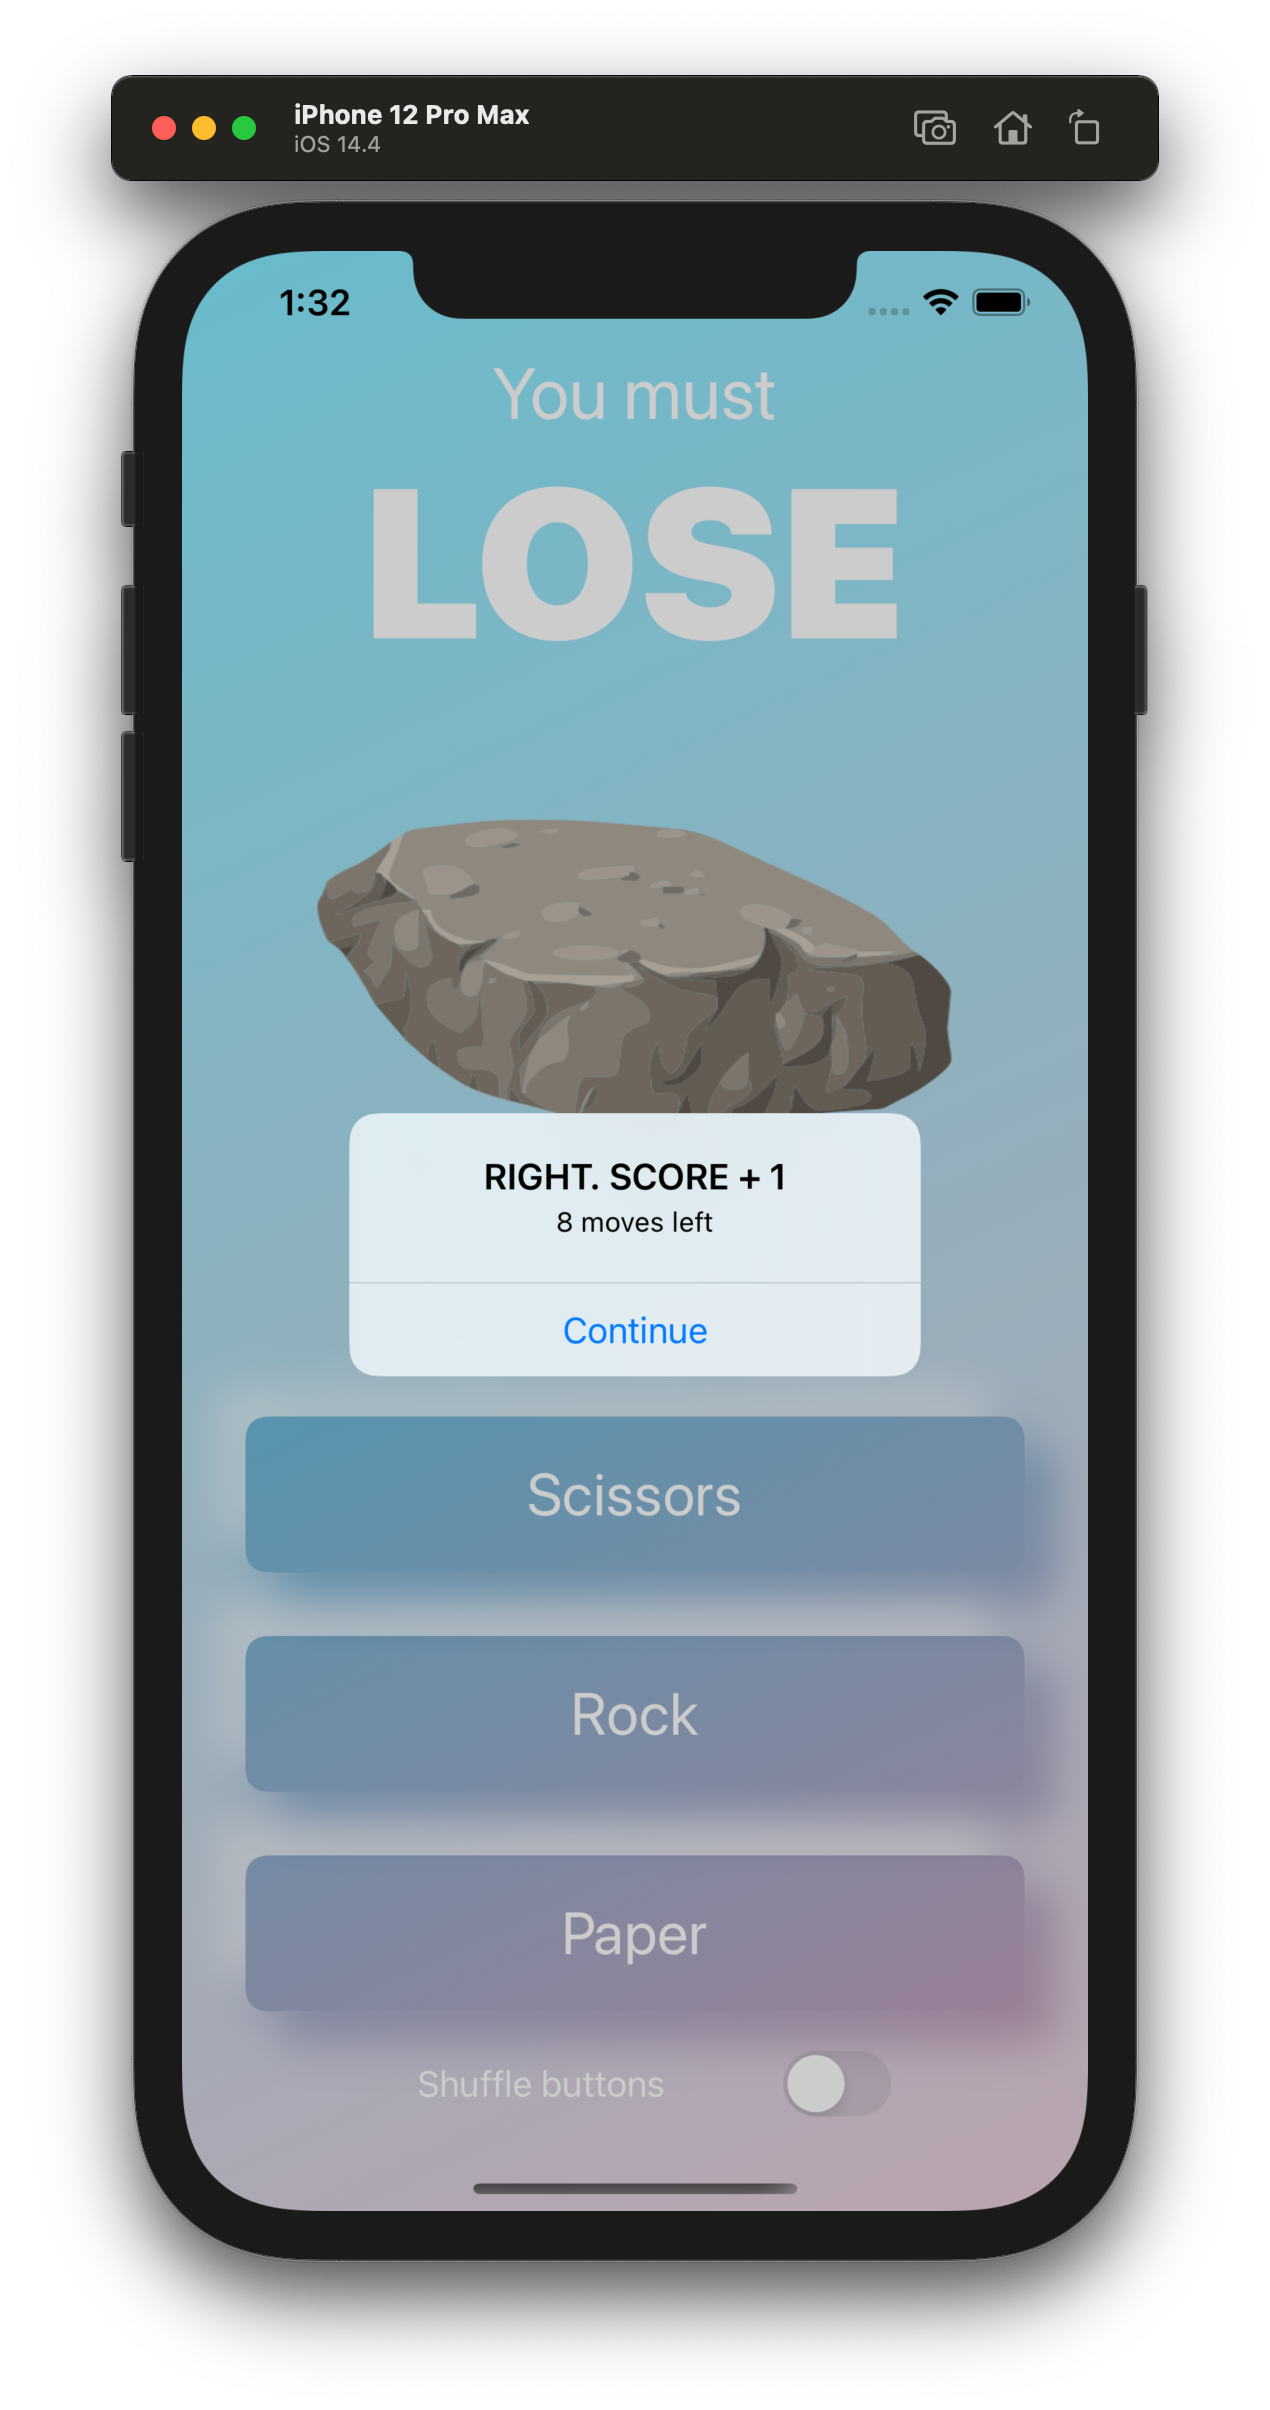 iPhone 12 Pro Max
iOS 14.4
1:32
You must
LOSE
RIGHT. SCORE + 1
8 moves left
Continue
Scissors
Rock
Paper
Shuffle buttons